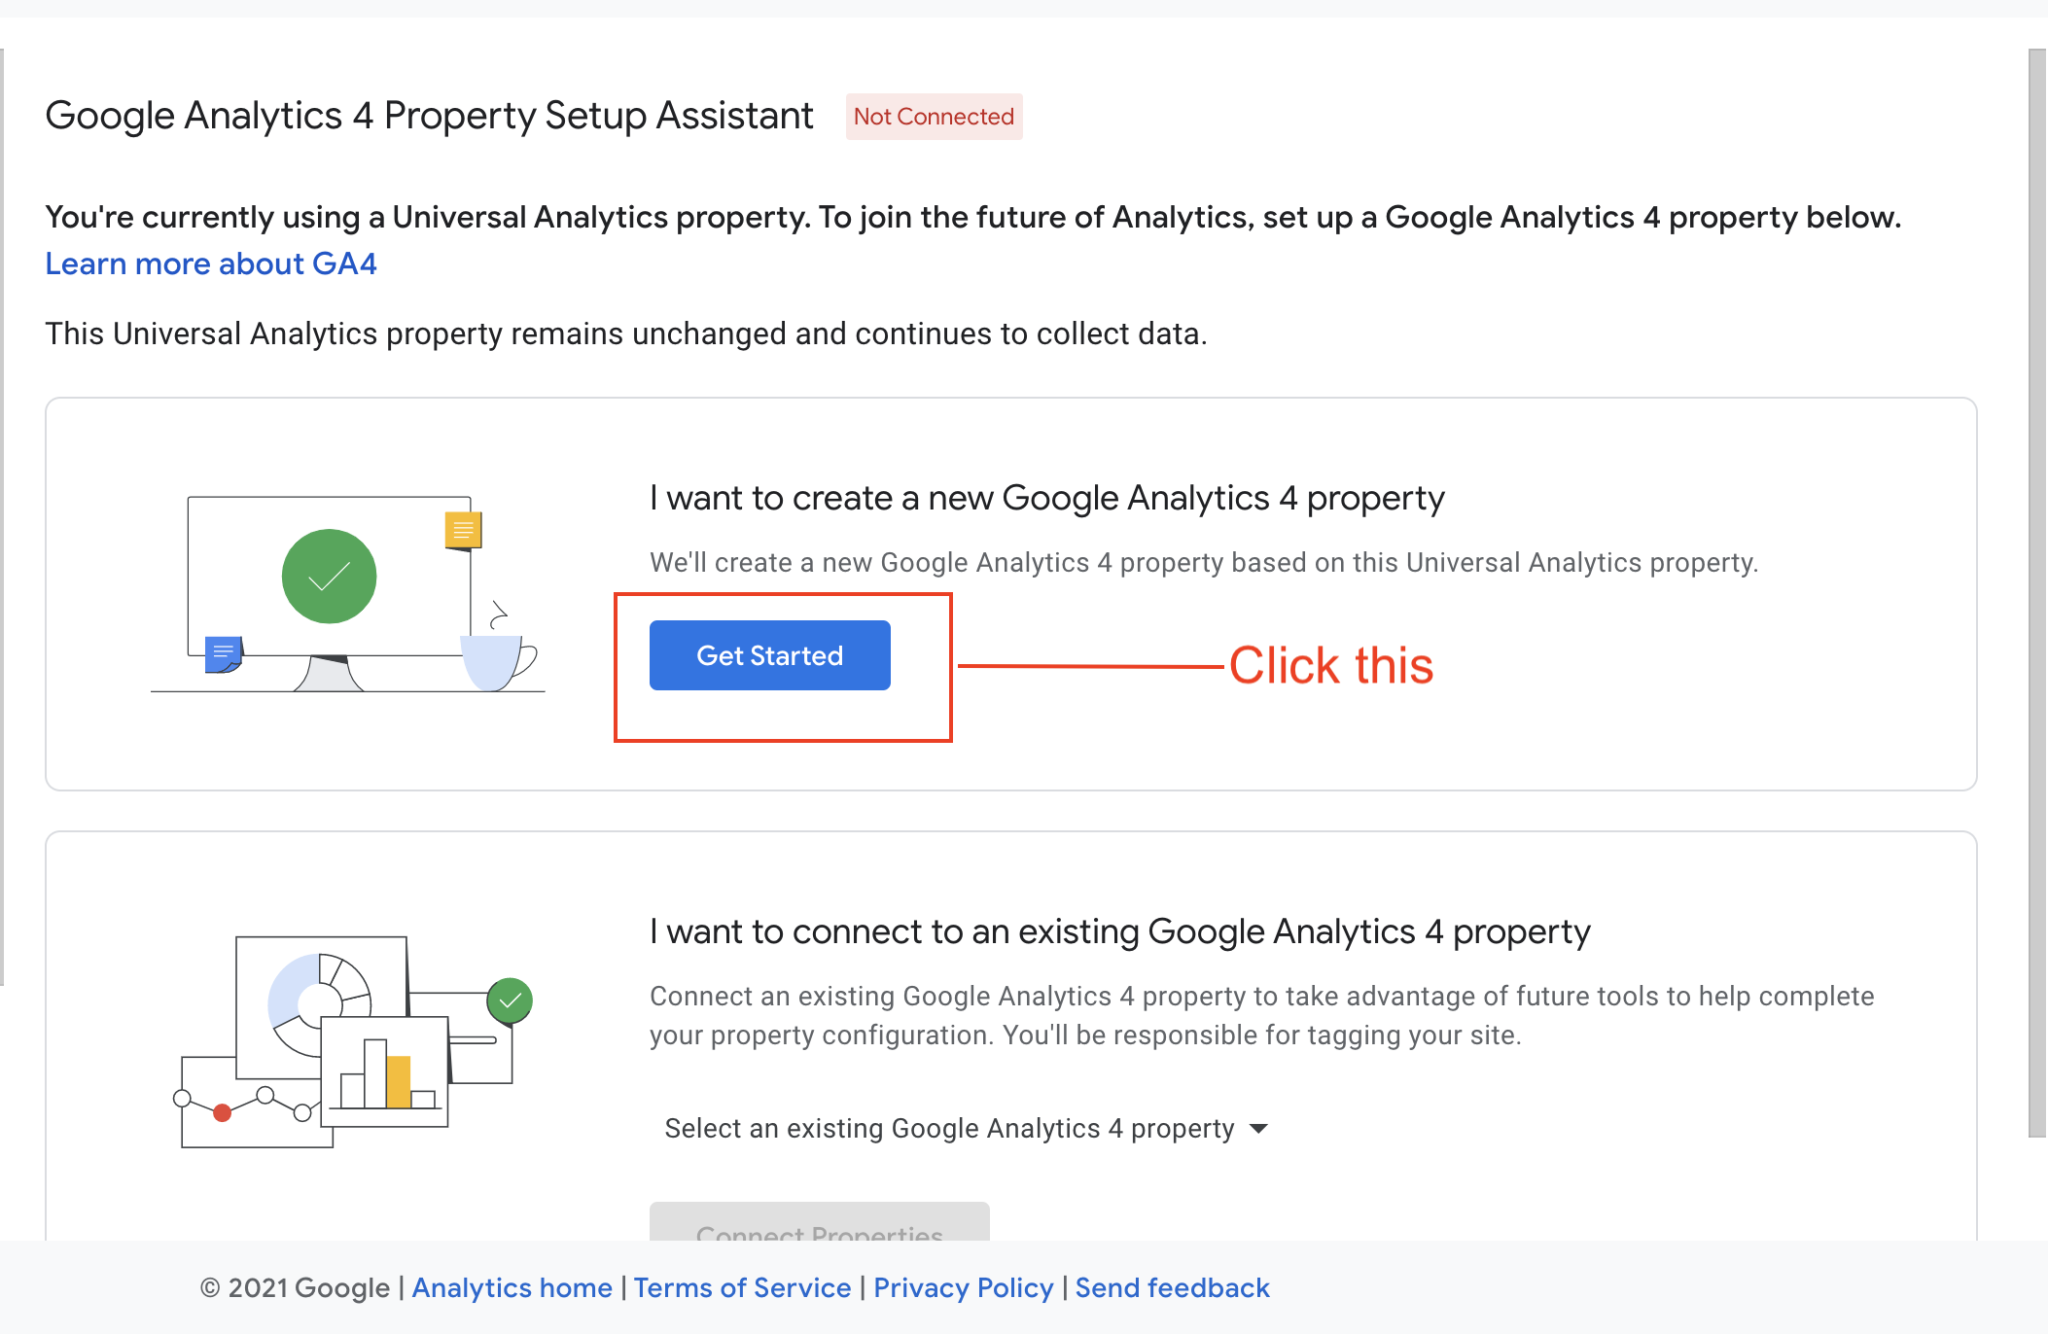 Google Analytics 4 Property Setup Assistant Not Connected
You're currently using a Universal Analytics property. To join the future of Analytics, set up a Google Analytics 4 property below.
Learn more about GA4
This Universal Analytics property remains unchanged and continues to collect data.
I want to create a new Google Analytics 4 property
We'll create a new Google Analytics 4 property based on this Universal Analytics property.
Get Started
Click this
I want to connect to an existing Google Analytics 4 property
Connect an existing Google Analytics 4 property to take advantage of future tools to help complete
your property configuration. You'll be responsible for tagging your site.
Select an existing Google Analytics 4 property
Connect Properties
© 2021 Google | Analytics home | Terms of Service | Privacy Policy | Send feedback